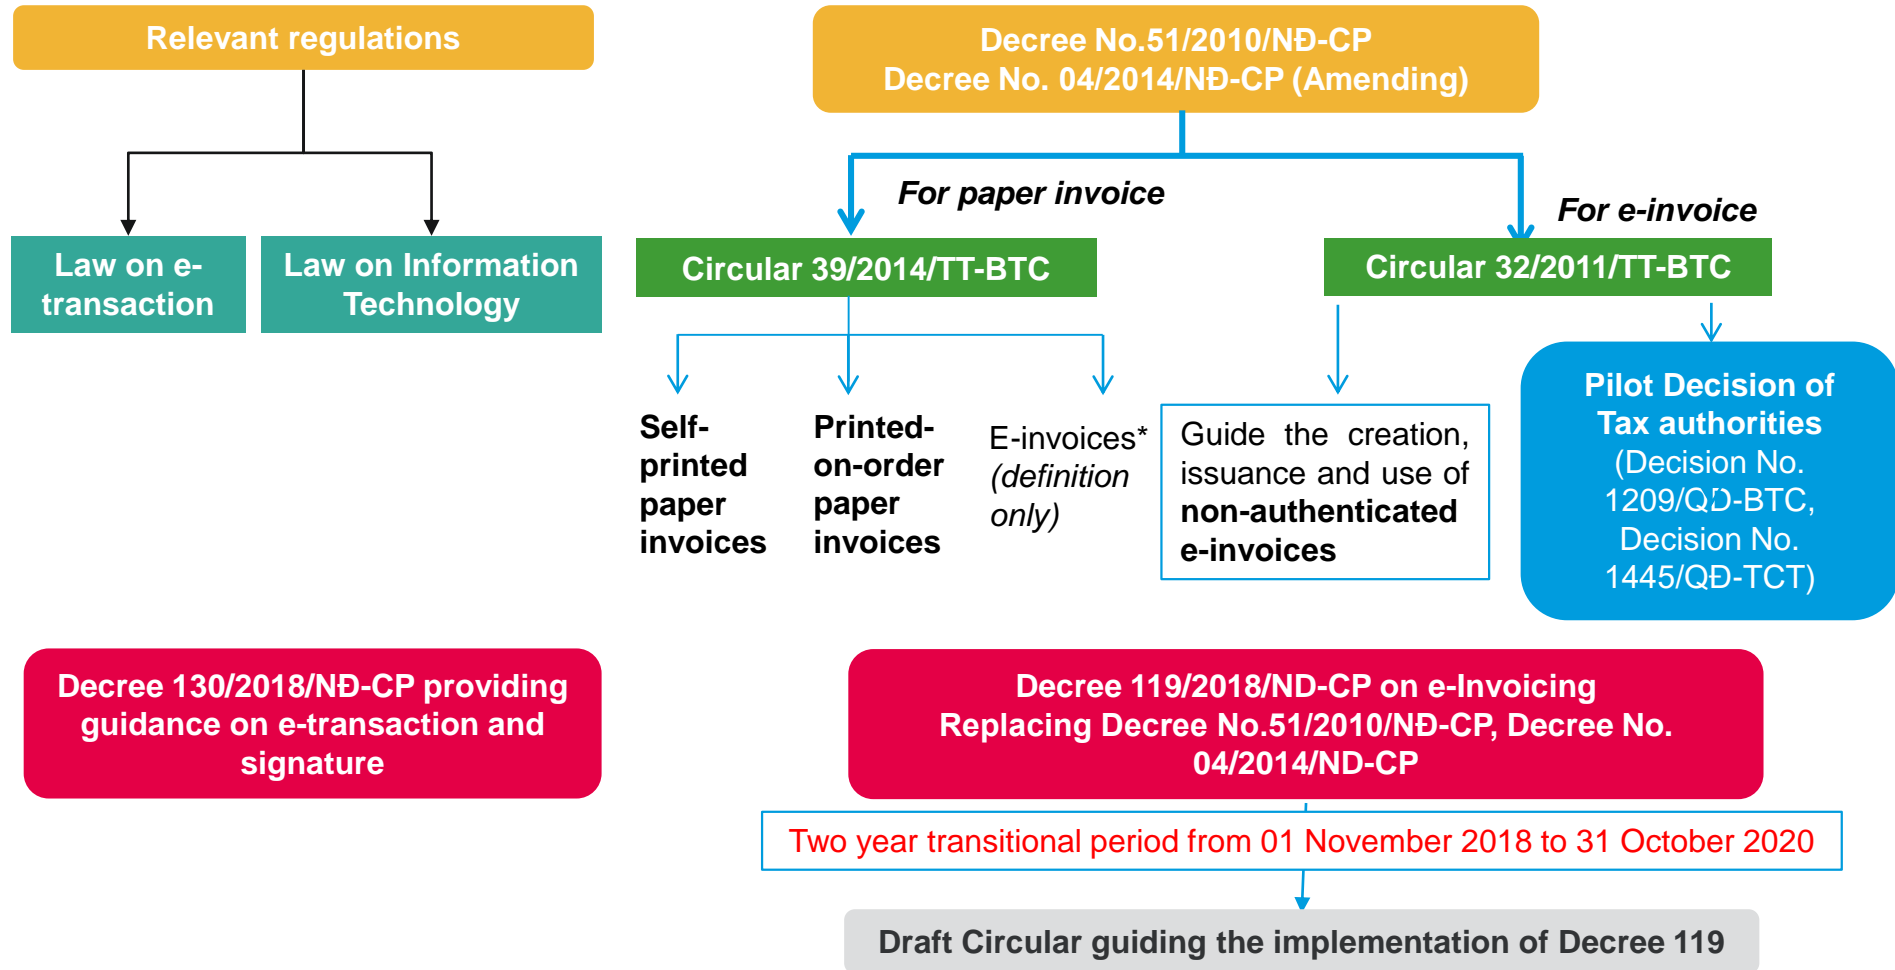 Relevant regulations
Decree No.51/2010/NĐ-CP
Decree No. 04/2014/NĐ-CP (Amending)
For paper invoice
For e-invoice
Law on e-
transaction
Law on Information
Technology
Circular 39/2014/TT-BTC
Circular 32/2011/TT-BTC
Self-
printed
paper
invoices
Printed-
on-order
paper
invoices
E-invoices*
(definition
only)
Guide the creation,
issuance and use of
non-authenticated
e-invoices
Pilot Decision of
Tax authorities
(Decision No.
1209/QĐ-BTC,
Decision No.
1445/QĐ-TCT)
Decree 130/2018/NĐ-CP providing
guidance on e-transaction and
signature
Decree 119/2018/ND-CP on e-Invoicing
Replacing Decree No.51/2010/NĐ-CP, Decree No.
04/2014/ND-CP
Two year transitional period from 01 November 2018 to 31 October 2020
Draft Circular guiding the implementation of Decree 119